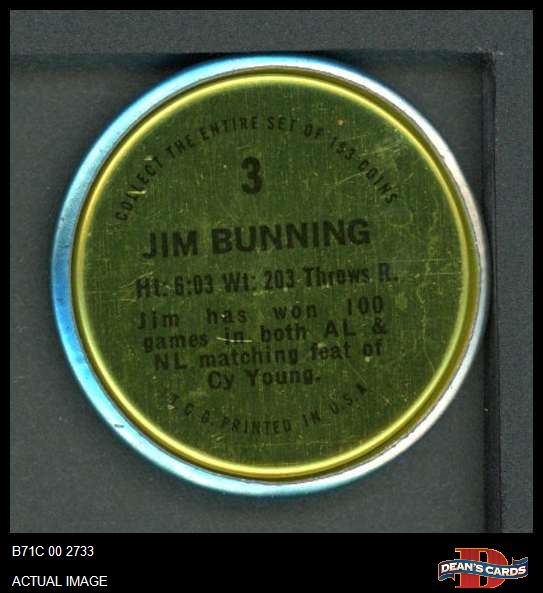 COLLECT THE ENTIRE SET OF 153 COINS
3
JIM BUNNING
Ht: 6:03 Wt: 203 Throws R.
Jim has won 100
games in both AL &
NL matching feat of
Cy Young.
T.C.G. PRINTED IN U.S.A.
B71C 00 2733
ACTUAL IMAGE
D
DEAN'S CARDS